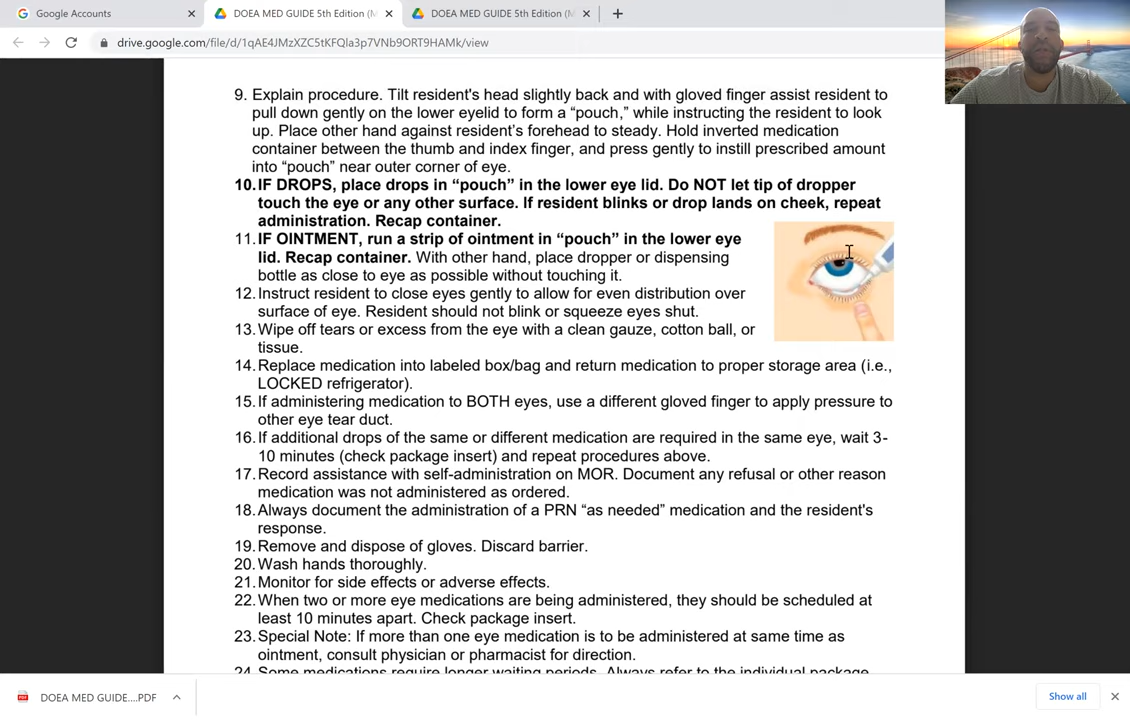 Google Accounts
DOEA MED GUIDE 5th Edition (M
DOEA MED GUIDE 5th Edition (M
drive.google.com/file/d/1qAE4JMzXZC5tKFQIa3p7VNb9ORT9HAMk/view
9. Explain procedure. Tilt resident's head slightly back and with gloved finger assist resident to
pull down gently on the lower eyelid to form a “pouch,” while instructing the resident to look
up. Place other hand against resident’s forehead to steady. Hold inverted medication
container between the thumb and index finger, and press gently to instill prescribed amount
into “pouch” near outer corner of eye.
10. IF DROPS, place drops in “pouch” in the lower eye lid. Do NOT let tip of dropper
touch the eye or any other surface. If resident blinks or drop lands on cheek, repeat
administration. Recap container.
11. IF OINTMENT, run a strip of ointment in “pouch” in the lower eye
lid. Recap container. With other hand, place dropper or dispensing
bottle as close to eye as possible without touching it.
12. Instruct resident to close eyes gently to allow for even distribution over
surface of eye. Resident should not blink or squeeze eyes shut.
13. Wipe off tears or excess from the eye with a clean gauze, cotton ball, or
tissue.
14. Replace medication into labeled box/bag and return medication to proper storage area (i.e.,
LOCKED refrigerator).
15. If administering medication to BOTH eyes, use a different gloved finger to apply pressure to
other eye tear duct.
16. If additional drops of the same or different medication are required in the same eye, wait 3-
10 minutes (check package insert) and repeat procedures above.
17. Record assistance with self-administration on MOR. Document any refusal or other reason
medication was not administered as ordered.
18. Always document the administration of a PRN “as needed” medication and the resident's
response.
19. Remove and dispose of gloves. Discard barrier.
20. Wash hands thoroughly.
21. Monitor for side effects or adverse effects.
22. When two or more eye medications are being administered, they should be scheduled at
least 10 minutes apart. Check package insert.
23. Special Note: If more than one eye medication is to be administered at same time as
ointment, consult physician or pharmacist for direction.
24. Some medications require longer waiting periods. Always refer to the individual package
DOEA MED GUIDE....PDF
Show all